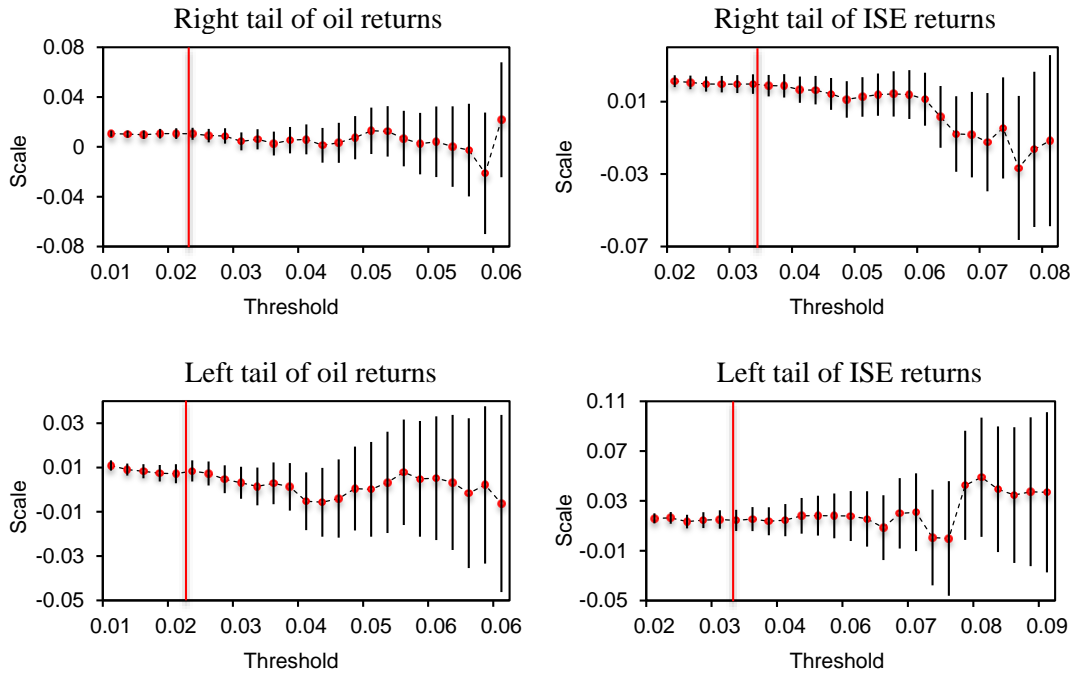 Right tail of oil returns
0.08
0.04
0
-0.04
-0.08
Scale
0.01 0.02 0.03 0.04 0.05 0.05 0.06
Threshold
Right tail of ISE returns
0.01
-0.03
-0.07
Scale
0.02 0.03 0.04 0.05 0.06 0.07 0.08
Threshold
Left tail of oil returns
0.03
0.01
-0.01
-0.03
-0.05
Scale
0.01 0.02 0.03 0.04 0.05 0.05 0.06
Threshold
Left tail of ISE returns
0.11
0.07
0.03
-0.01
-0.05
Scale
0.02 0.03 0.04 0.06 0.07 0.08 0.09
Threshold